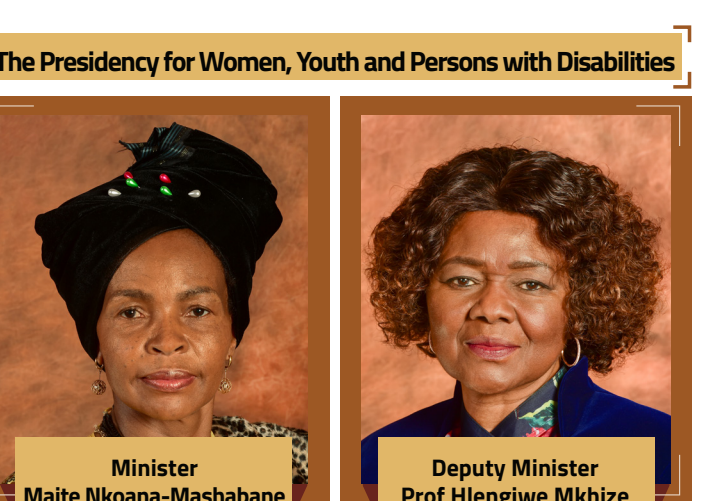 The Presidency for Women, Youth and Persons with Disabilities
Minister
Maite Nkoana-Mashabane
Deputy Minister
Prof Hlengiwe Mkhize